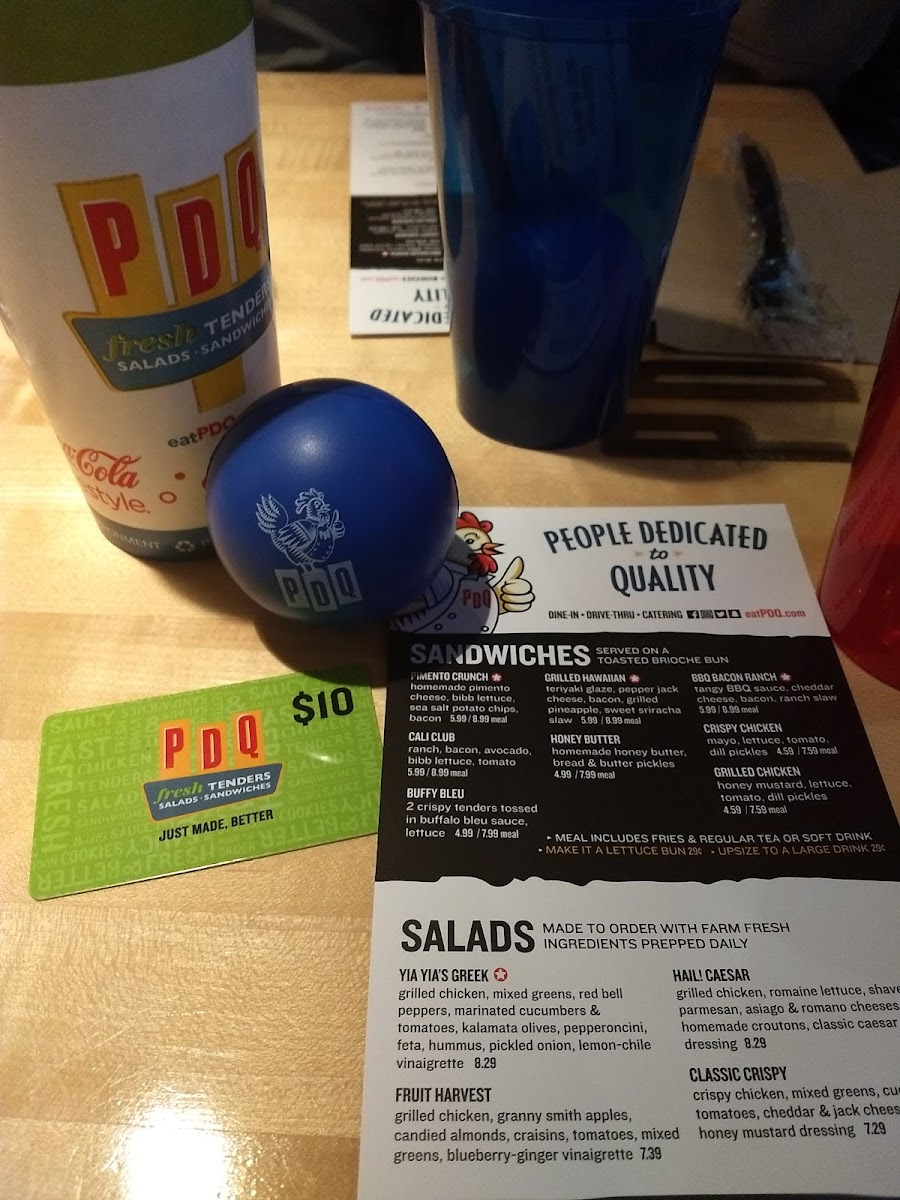 PDQ
fresh TENDERS
SALADS · SANDWICHES
eatPDQ
Cola
style.
PDQ
DICATED
LITY
PDQ
PEOPLE DEDICATED
to
QUALITY
DINE-IN • DRIVE-THRU • CATERING eatPDQ.com
SANDWICHES SERVED ON A
TOASTED BRIOCHE BUN
PIMENTO CRUNCH
homemade pimento
cheese, bibb lettuce,
sea salt potato chips,
bacon 5.99 / 8.99 meal
CALI CLUB
ranch, bacon, avocado,
bibb lettuce, tomato
5.99 / 8.99 meal
BUFFY BLEU
2 crispy tenders tossed
in buffalo bleu sauce,
lettuce 4.99 / 7.99 meal
GRILLED HAWAIIAN
teriyaki glaze, pepper jack
cheese, bacon, grilled
pineapple, sweet sriracha
slaw 5.99 / 8.99 meal
HONEY BUTTER
homemade honey butter,
bread & butter pickles
4.99 / 7.99 meal
BBQ BACON RANCH
tangy BBQ sauce, cheddar
cheese, bacon, ranch slaw
5.99 / 8.99 meal
CRISPY CHICKEN
mayo, lettuce, tomato,
dill pickles 4.59 / 7.59 meal
GRILLED CHICKEN
honey mustard, lettuce,
tomato, dill pickles
4.59 / 7.59 meal
▸ MEAL INCLUDES FRIES & REGULAR TEA OR SOFT DRINK
▸ MAKE IT A LETTUCE BUN 29¢ ▸ UPSIZE TO A LARGE DRINK 29¢
$10
PDQ
fresh TENDERS
SALADS · SANDWICHES
JUST MADE, BETTER
SALADS MADE TO ORDER WITH FARM FRESH
INGREDIENTS PREPPED DAILY
YIA YIA'S GREEK
grilled chicken, mixed greens, red bell
peppers, marinated cucumbers &
tomatoes, kalamata olives, pepperoncini,
feta, hummus, pickled onion, lemon-chile
vinaigrette 8.29
FRUIT HARVEST
grilled chicken, granny smith apples,
candied almonds, craisins, tomatoes, mixed
greens, blueberry-ginger vinaigrette 7.39
HAIL! CAESAR
grilled chicken, romaine lettuce, shave
parmesan, asiago & romano cheeses
homemade croutons, classic caesar
dressing 8.29
CLASSIC CRISPY
crispy chicken, mixed greens, cu
tomatoes, cheddar & jack chees
honey mustard dressing 7.29